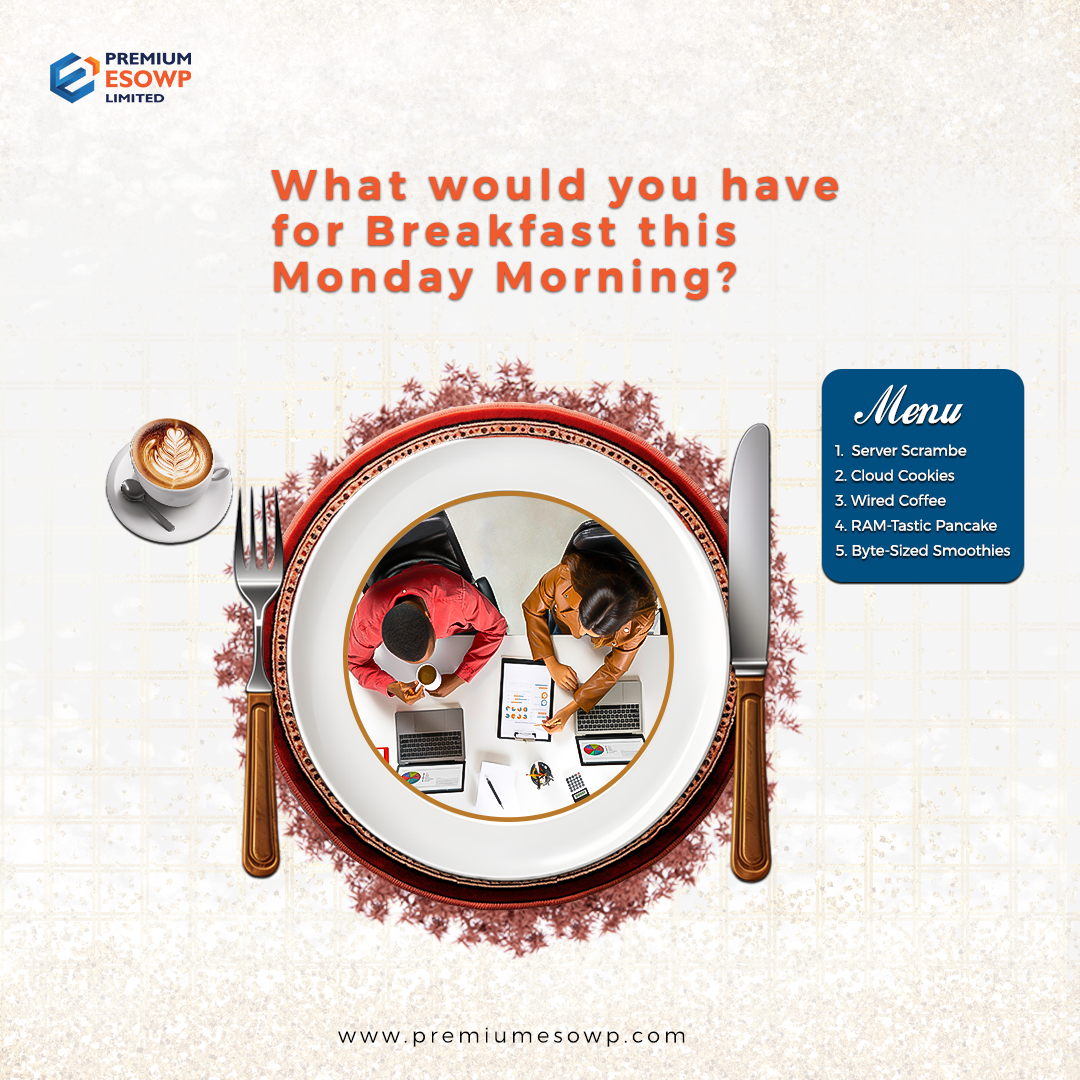 PREMIUM
ESOWP
LIMITED
What would you have
for Breakfast this
Monday Morning?
Menu
1. Server Scrambe
2. Cloud Cookies
3. Wired Coffee
4. RAM-Tastic Pancake
5. Byte-Sized Smoothies
www.premiumesowp.com